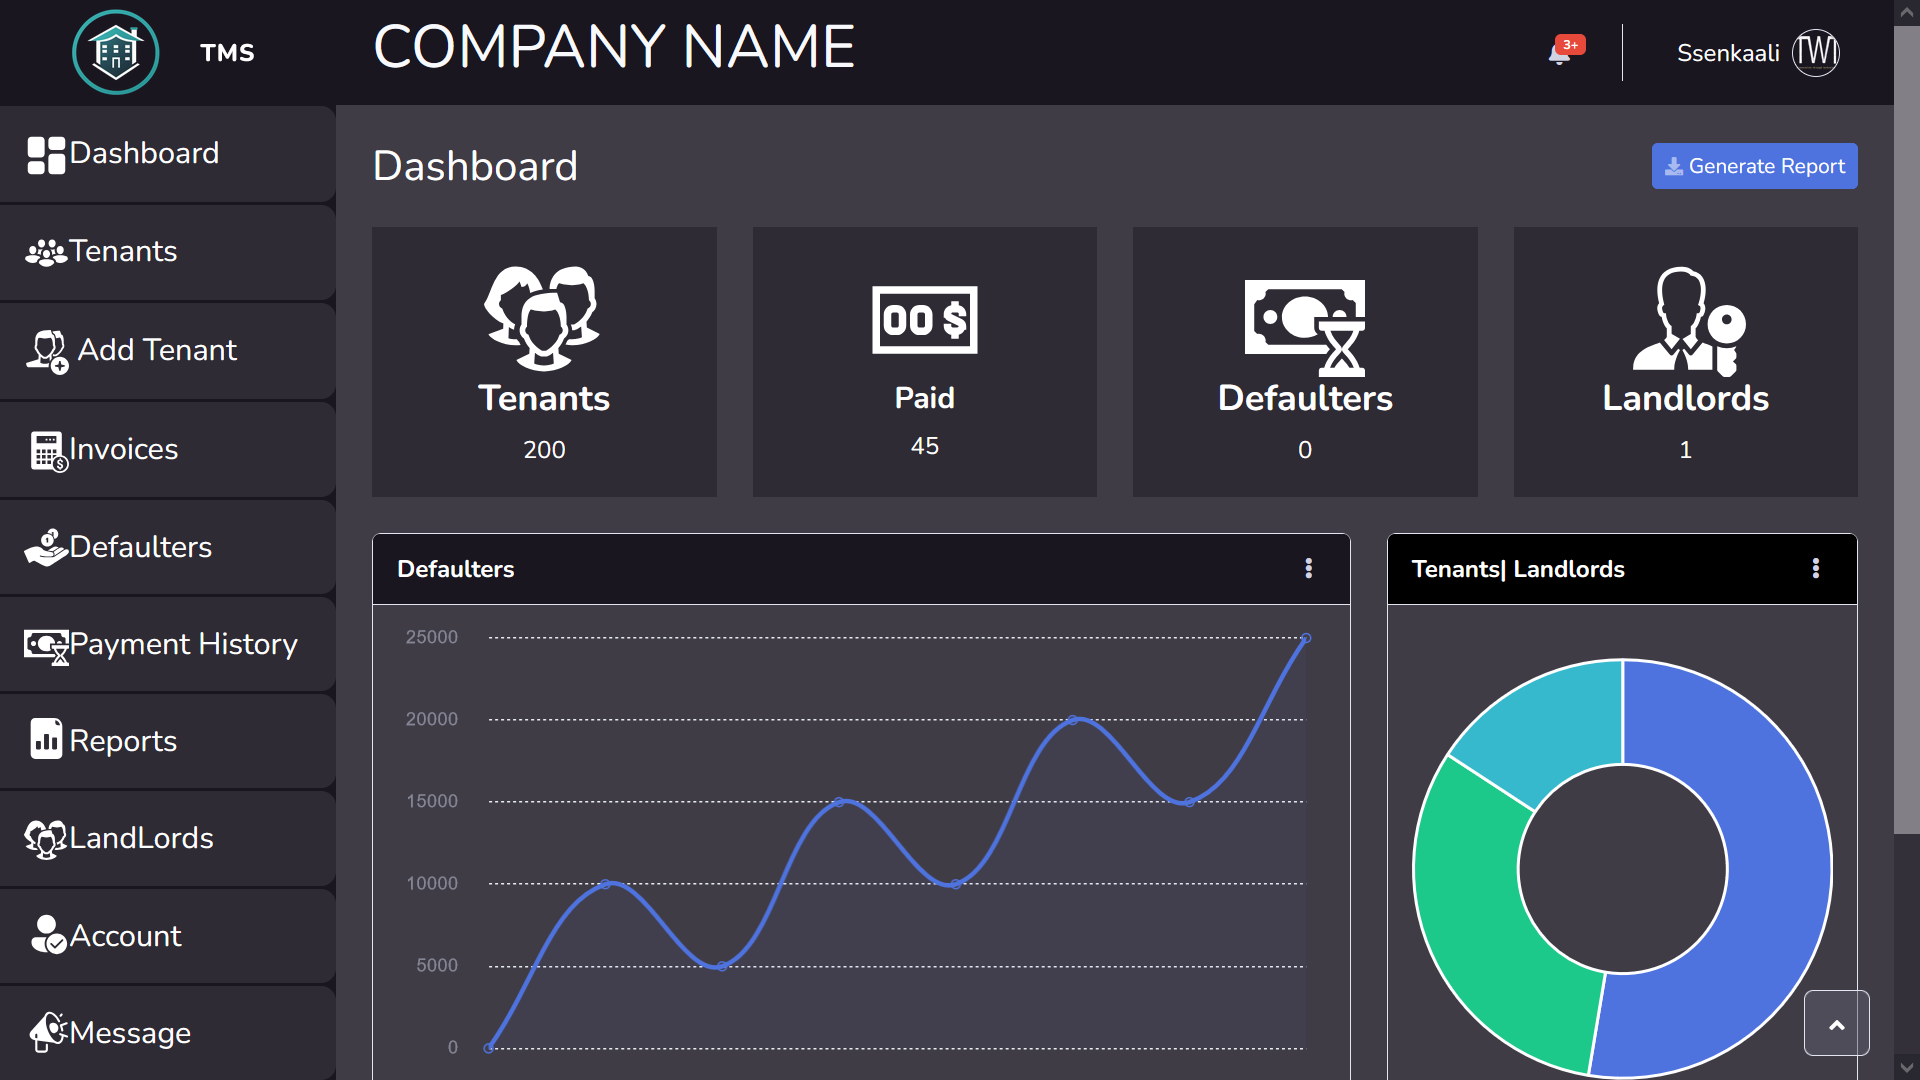 TMS
COMPANY NAME
3+
Ssenkaali
TWI
Dashboard
Tenants
Add Tenant
Invoices
Defaulters
Payment History
Reports
LandLords
Account
Message
Dashboard
Generate Report
00 $
Tenants
200
Paid
45
Defaulters
0
Landlords
1
Defaulters
25000
20000
15000
10000
5000
0
Tenants| Landlords